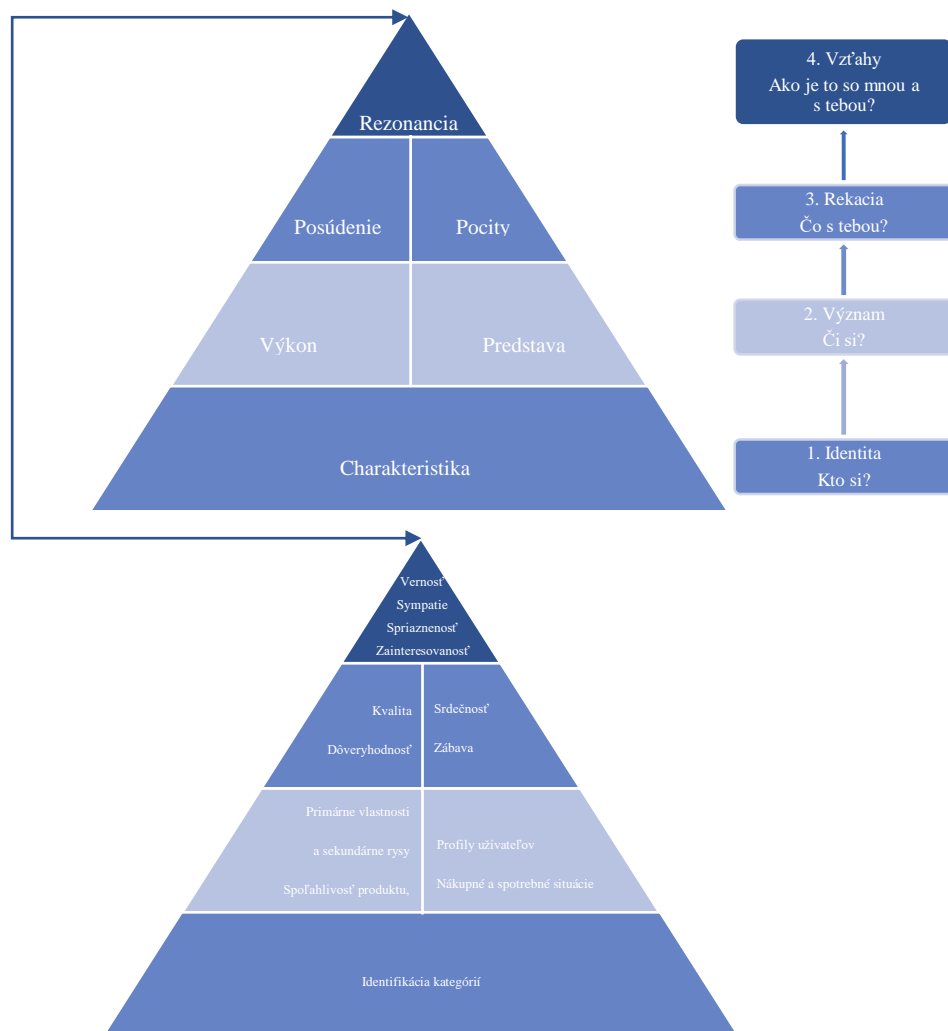 Rezonancia
Posúdenie
Pocity
Výkon
Predstava
Charakteristika
4. Vzťahy
Ako je to so mnou a
s tebou?
3. Rekacia
Čo s tebou?
2. Význam
Či si?
1. Identita
Kto si?
Vernosť
Sympatie
Spriaznenosť
Zainteresovanosť
Kvalita
Dôveryhodnosť
Srdečnosť
Zábava
Primárne vlastnosti
a sekundárne rysy
Spoľahlivosť produktu,
Profily uživateľov
Nákupné a spotrebné situácie
Identifikácia kategórií